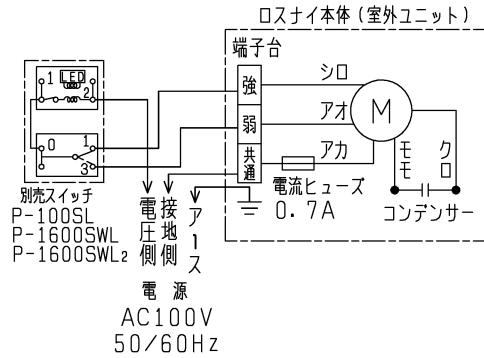 ロスナイ本体(室外ユニット)
端子台
強
弱
共通
シロ
アオ
アカ
M
モモ
クロ
電流ヒューズ
0.7A
コンデンサー
1
LED
2
0
1
3
別売スイッチ
P-100SL
P-1600SWL
P-1600SWL2
電圧側
接地側
アース
電源
AC100V
50/60Hz